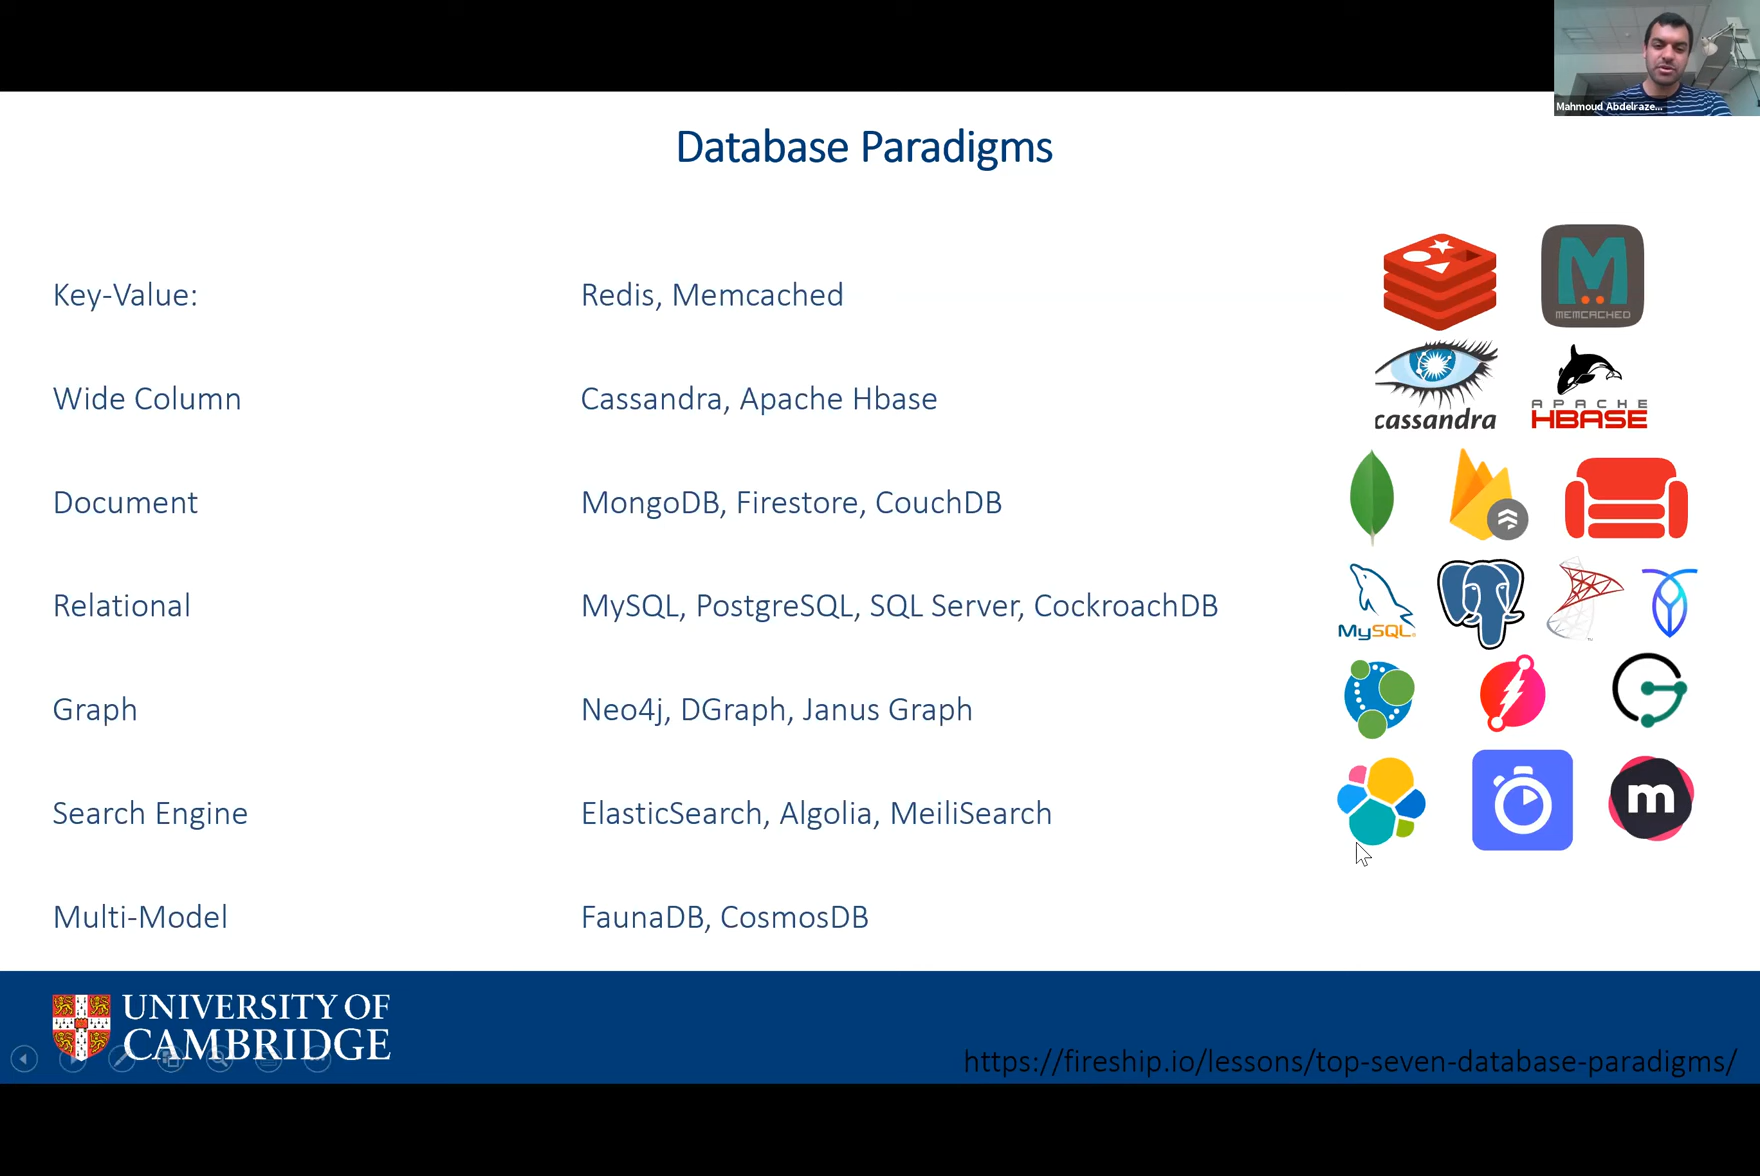 Mahmoud Abdelraze...
Database Paradigms
Key-Value: Redis, Memcached
MEMCACHED
Wide Column Cassandra, Apache Hbase
cassandra
APACHE
HBASE
Document MongoDB, Firestore, CouchDB
Relational MySQL, PostgreSQL, SQL Server, CockroachDB
MySQL
Graph Neo4j, DGraph, Janus Graph
Search Engine ElasticSearch, Algolia, MeiliSearch
m
Multi-Model FaunaDB, CosmosDB
UNIVERSITY OF
CAMBRIDGE
https://fireship.io/lessons/top-seven-database-paradigms/